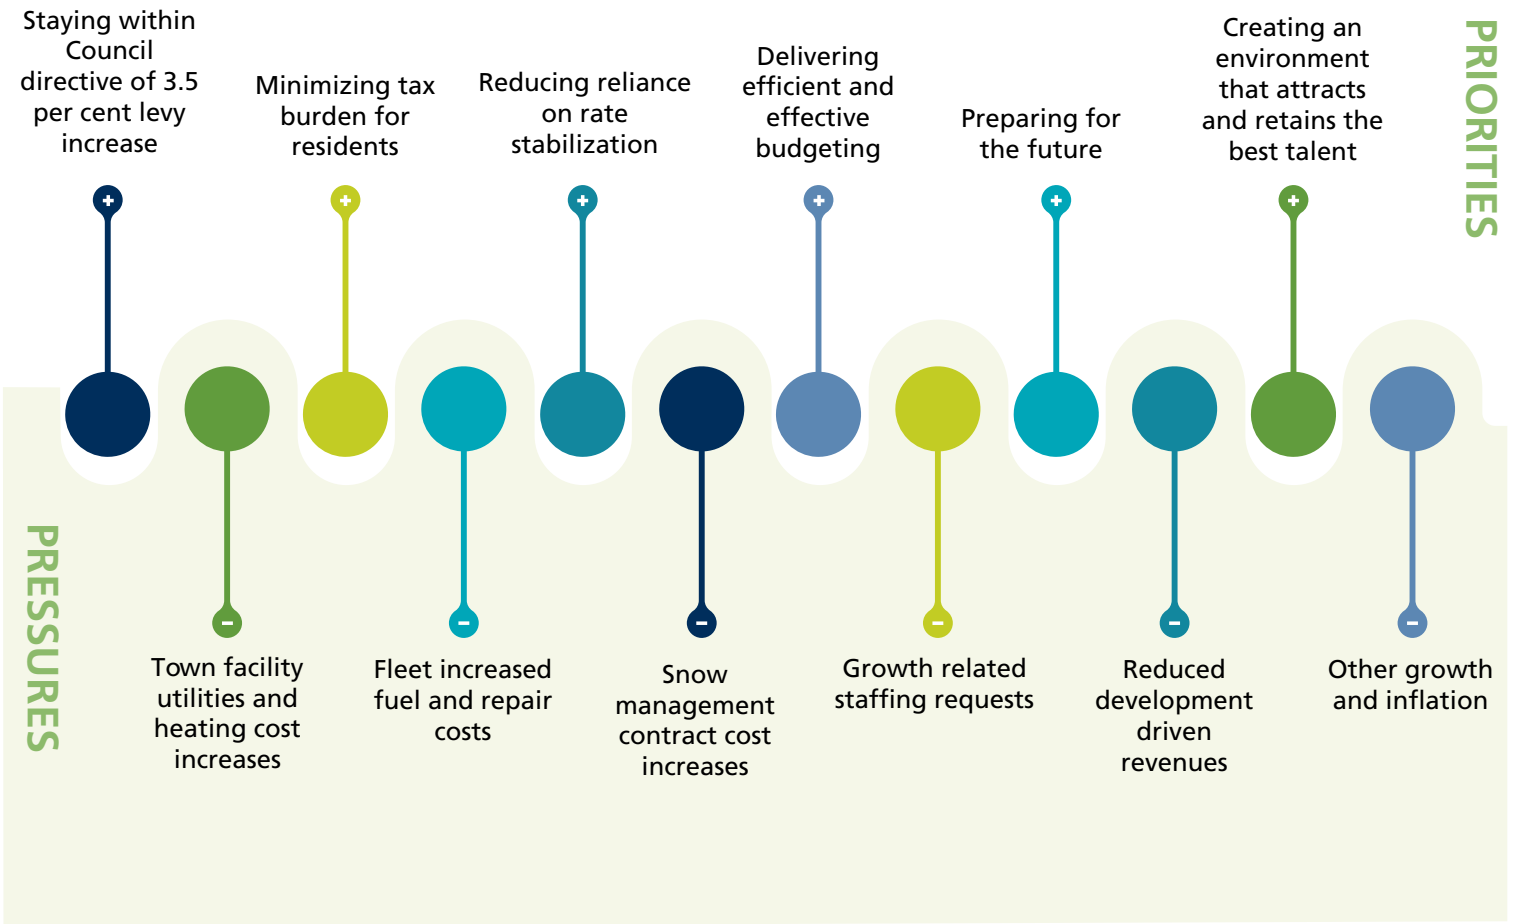 Staying within
Council
directive of 3.5
per cent levy
increase
Minimizing tax
burden for
residents
Reducing reliance
on rate
stabilization
Delivering
efficient and
effective
budgeting
Preparing for
the future
Creating an
environment
that attracts
and retains the
best talent
PRIORITIES
PRESSURES
Town facility
utilities and
heating cost
increases
Fleet increased
fuel and repair
costs
Snow
management
contract cost
increases
Growth related
staffing requests
Reduced
development
driven
revenues
Other growth
and inflation